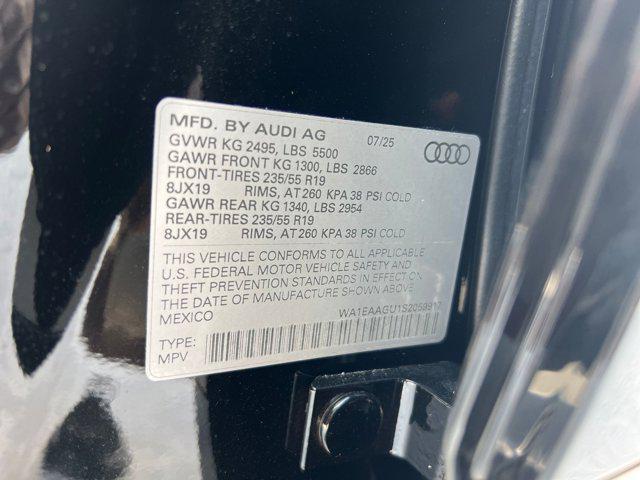 MFD. BY AUDI AG 07/25
GVWR KG 2495, LBS 5500
GAWR FRONT KG 1300, LBS 2866
FRONT-TIRES 235/55 R19
8JX19 RIMS, AT 260 KPA 38 PSI COLD
GAWR REAR KG 1340, LBS 2954
REAR-TIRES 235/55 R19
8JX19 RIMS, AT 260 KPA 38 PSI COLD
THIS VEHICLE CONFORMS TO ALL APPLICABLE
U.S. FEDERAL MOTOR VEHICLE SAFETY AND
THEFT PREVENTION STANDARDS IN EFFECT ON
THE DATE OF MANUFACTURE SHOWN ABOVE.
MEXICO
WA1EAAGU1S2059917
TYPE:
MPV